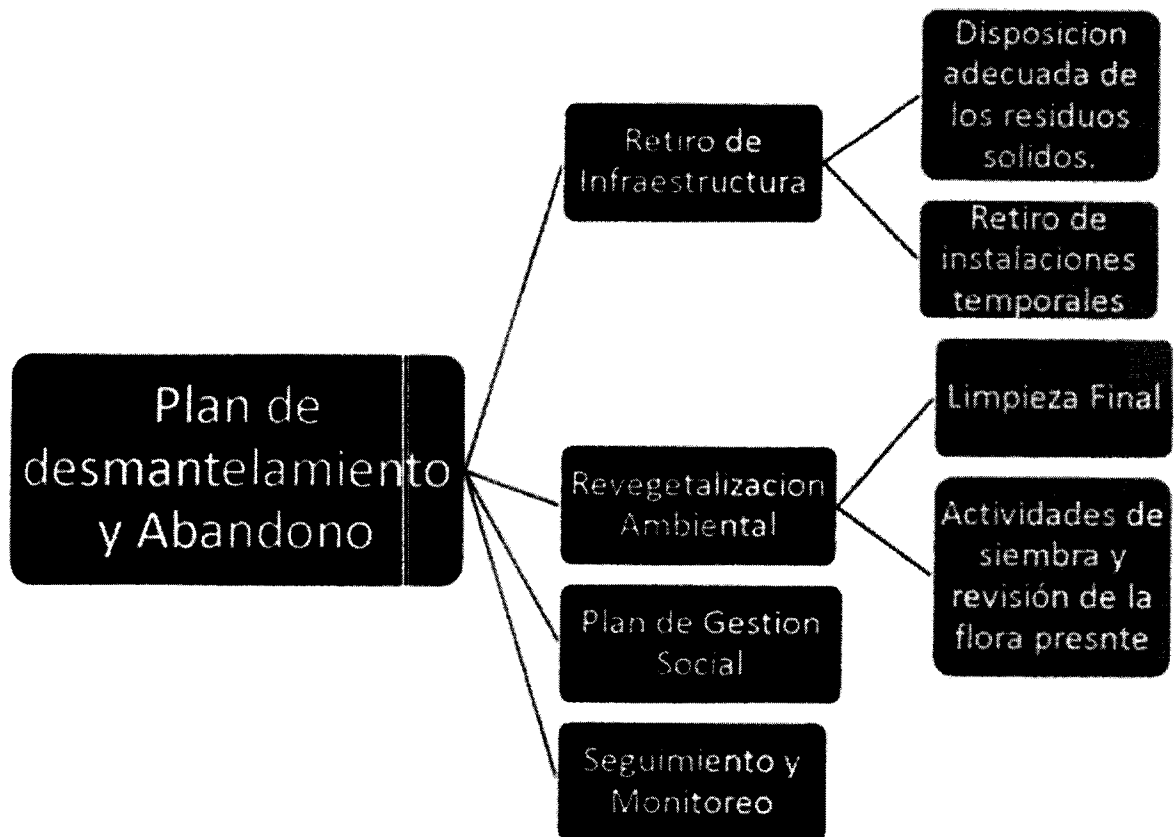 Plan de
desmantelamiento
y Abandono
Retiro de
Infraestructura
Disposicion
adecuada de
los residuos
solidos.
Retiro de
instalaciones
temporales
Revegetalizacion
Ambiental
Limpieza Final
Actividades de
siembra y
revisión de la
flora presnte
Plan de Gestion
Social
Seguimiento y
Monitoreo